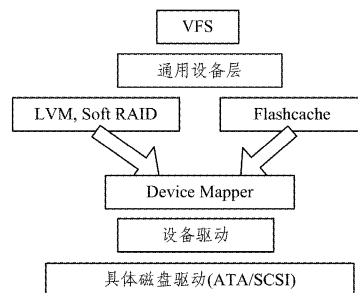 VFS
通用设备层
LVM, Soft RAID
Flashcache
Device Mapper
设备驱动
具体磁盘驱动(ATA/SCSI)